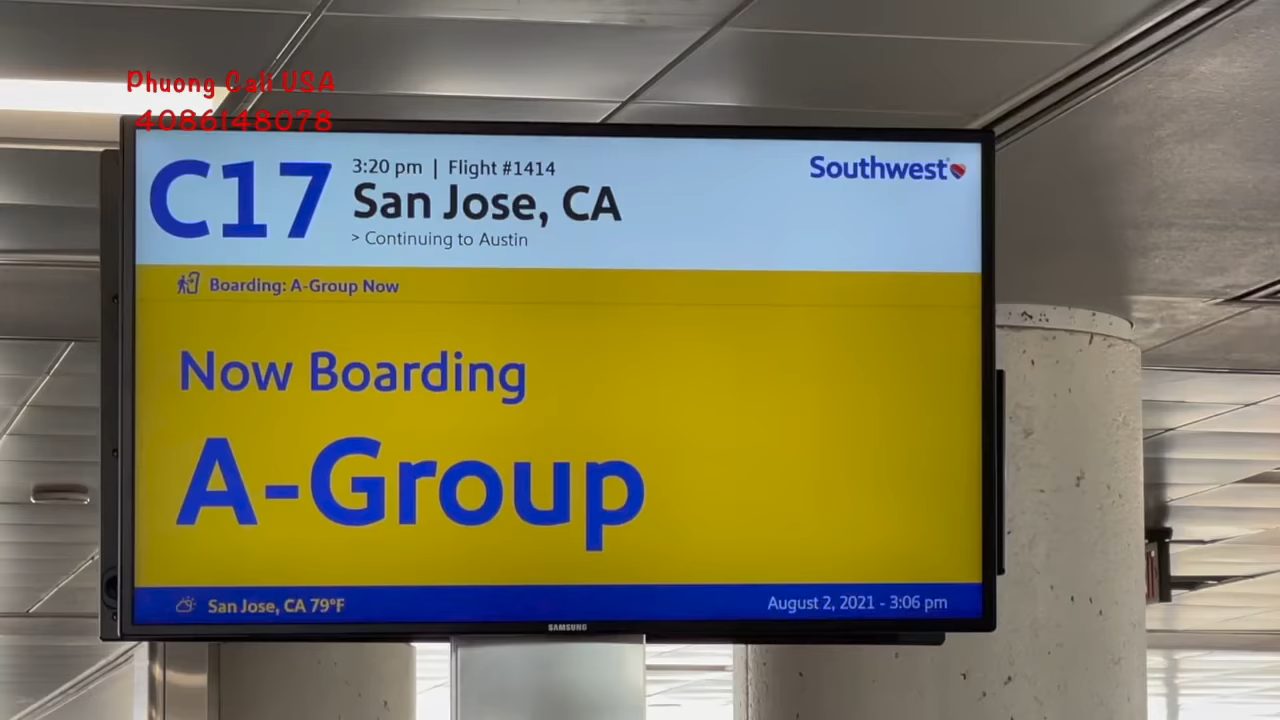 Phuong Cali USA
4086148078
C17
3:20 pm | Flight #1414
San Jose, CA
> Continuing to Austin
Southwest
Boarding: A-Group Now
Now Boarding
A-Group
San Jose, CA 79°F
August 2, 2021 - 3:06 pm
SAMSUNG